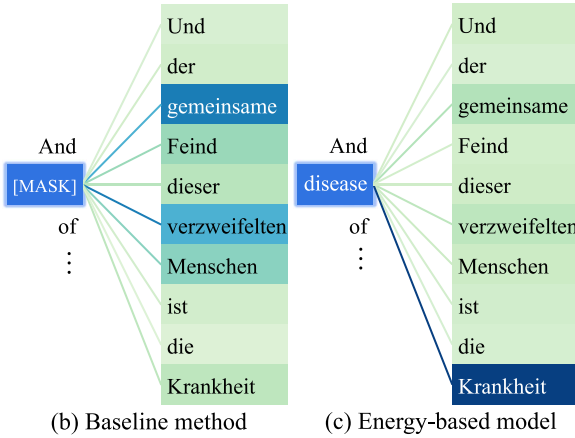 And
[MASK]
of
⋮
Und
der
gemeinsame
Feind
dieser
verzweifelten
Menschen
ist
die
Krankheit
(b) Baseline method
And
disease
of
⋮
Und
der
gemeinsame
Feind
dieser
verzweifelten
Menschen
ist
die
Krankheit
(c) Energy-based model